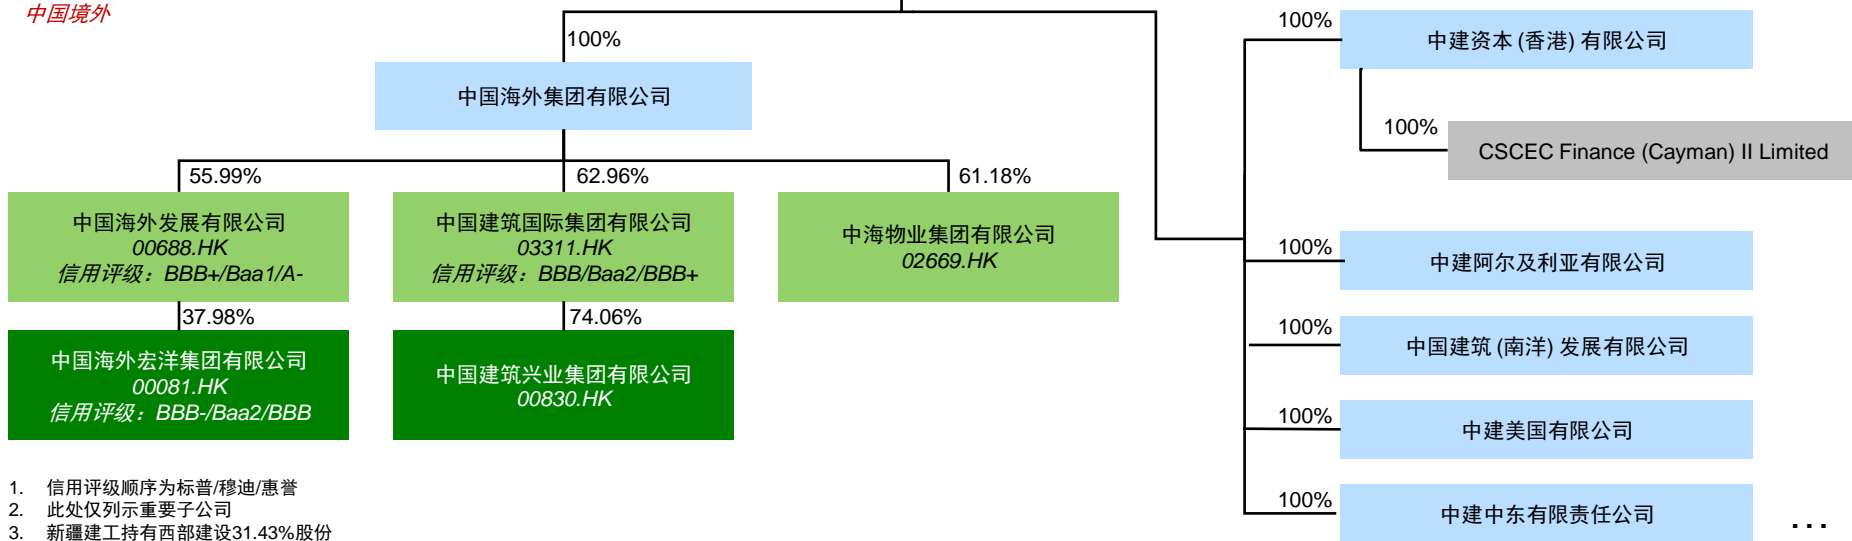 中国境外
100%
中国海外集团有限公司
55.99%
62.96%
61.18%
中国海外发展有限公司
00688.HK
信用评级：BBB+/Baa1/A-
中国建筑国际集团有限公司
03311.HK
信用评级：BBB/Baa2/BBB+
中海物业集团有限公司
02669.HK
37.98%
74.06%
中国海外宏洋集团有限公司
00081.HK
信用评级：BBB-/Baa2/BBB
中国建筑兴业集团有限公司
00830.HK
100%
中建资本 (香港) 有限公司
100%
CSCEC Finance (Cayman) II Limited
100%
中建阿尔及利亚有限公司
100%
中国建筑 (南洋) 发展有限公司
100%
中建美国有限公司
100%
中建中东有限责任公司
...
1. 信用评级顺序为标普/穆迪/惠誉
2. 此处仅列示重要子公司
3. 新疆建工持有西部建设31.43%股份